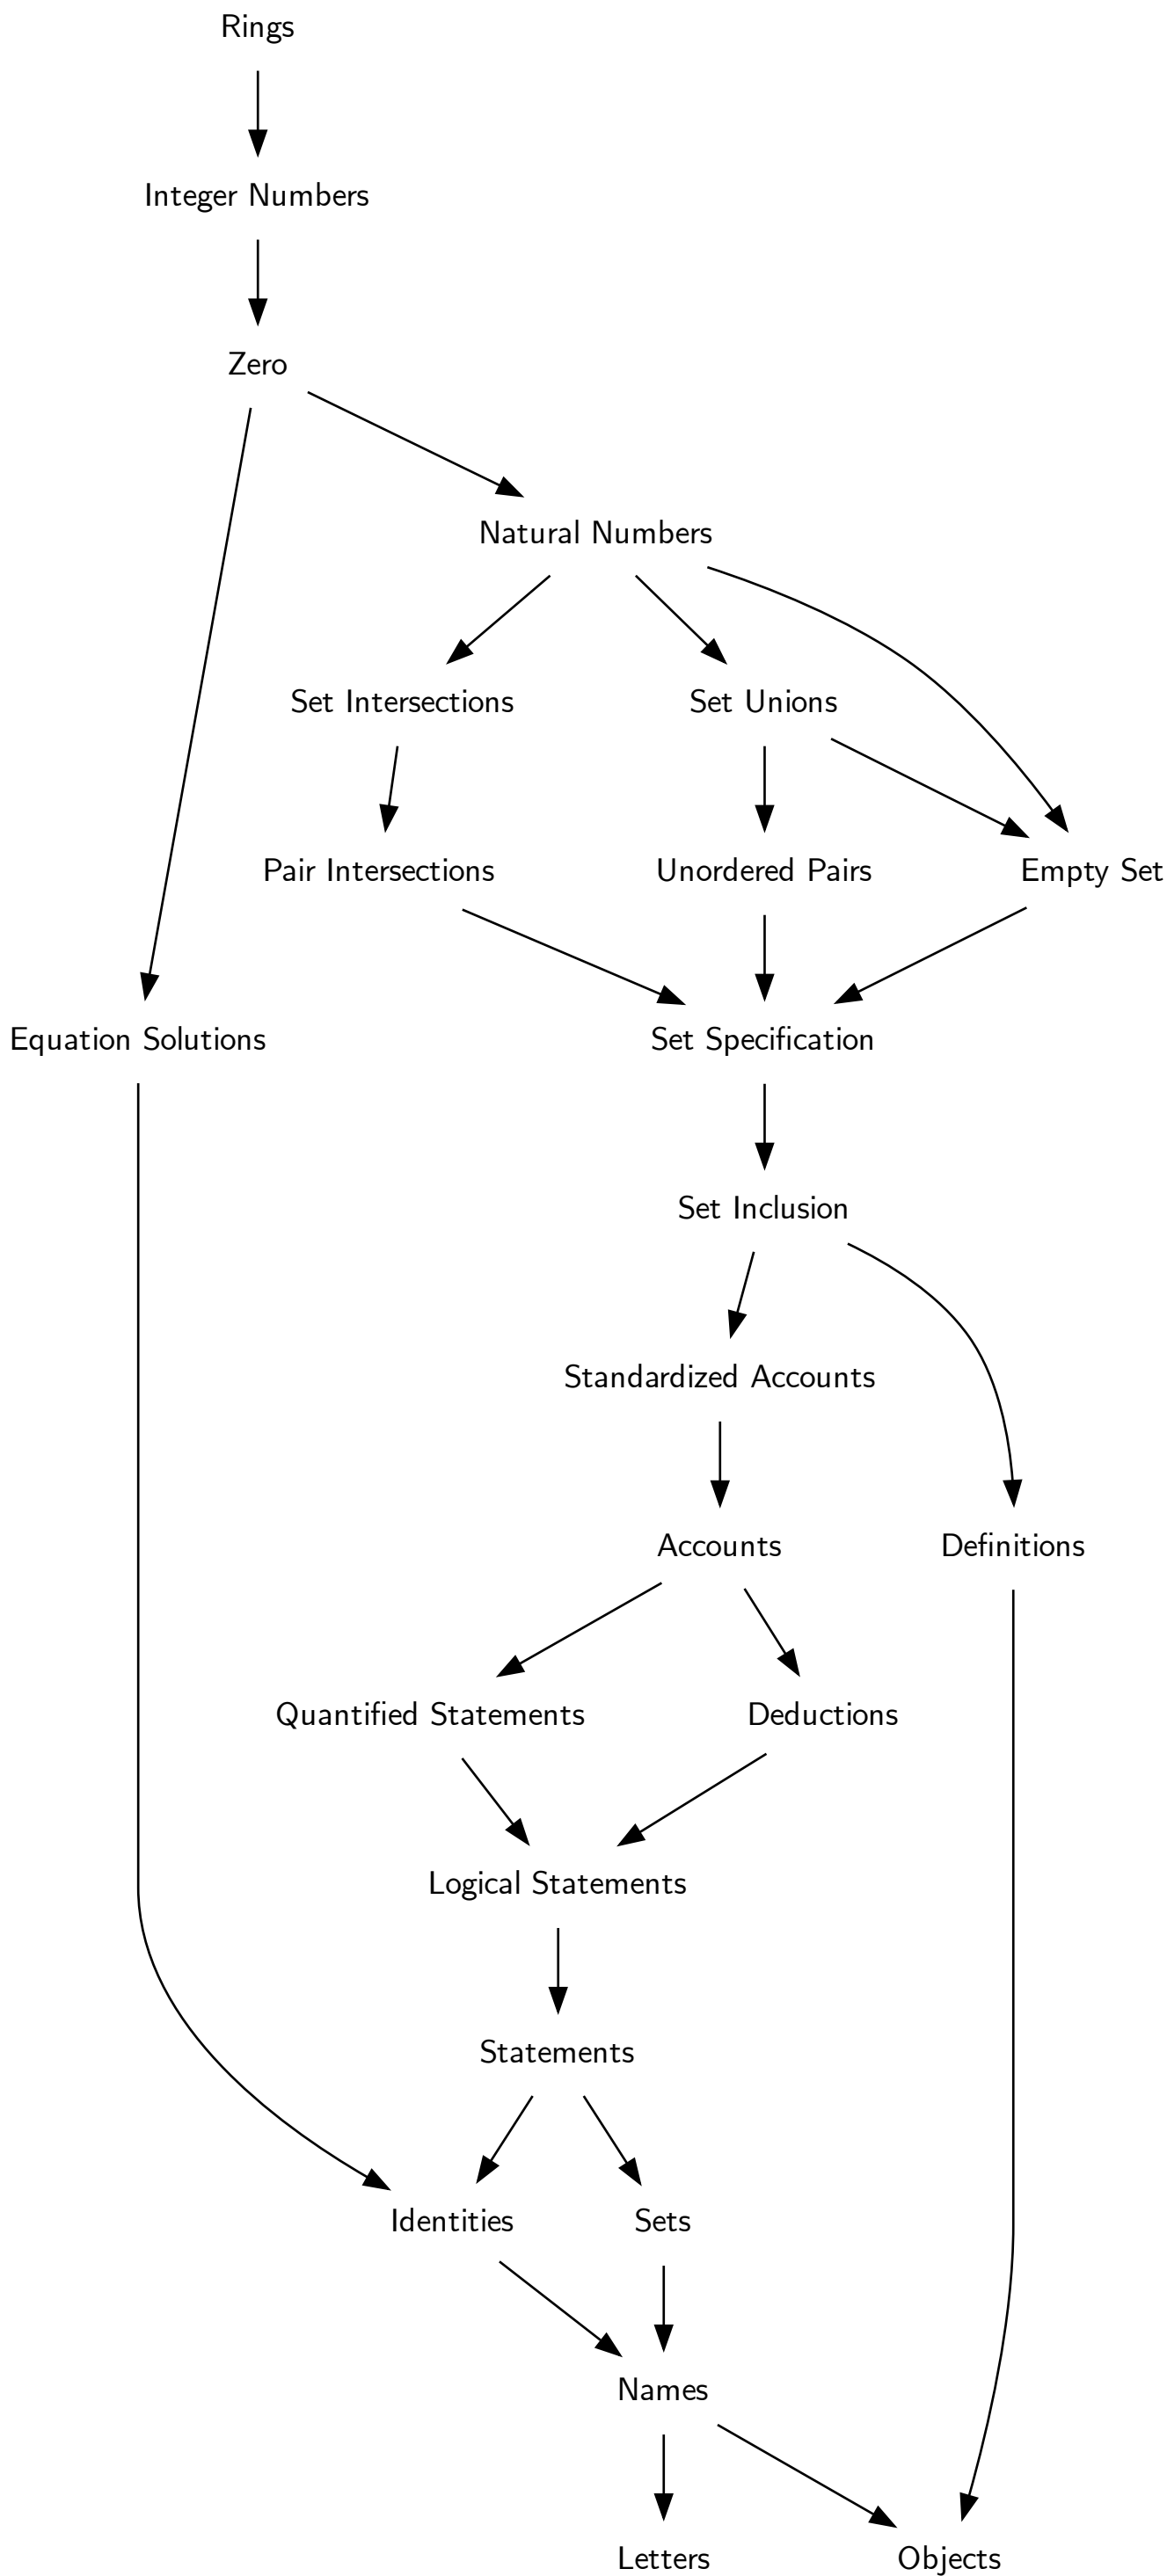 Rings
Integer Numbers
Zero
Natural Numbers
Set Intersections
Set Unions
Pair Intersections
Unordered Pairs
Empty Set
Equation Solutions
Set Specification
Set Inclusion
Standardized Accounts
Accounts
Definitions
Quantified Statements
Deductions
Logical Statements
Statements
Identities
Sets
Names
Letters
Objects